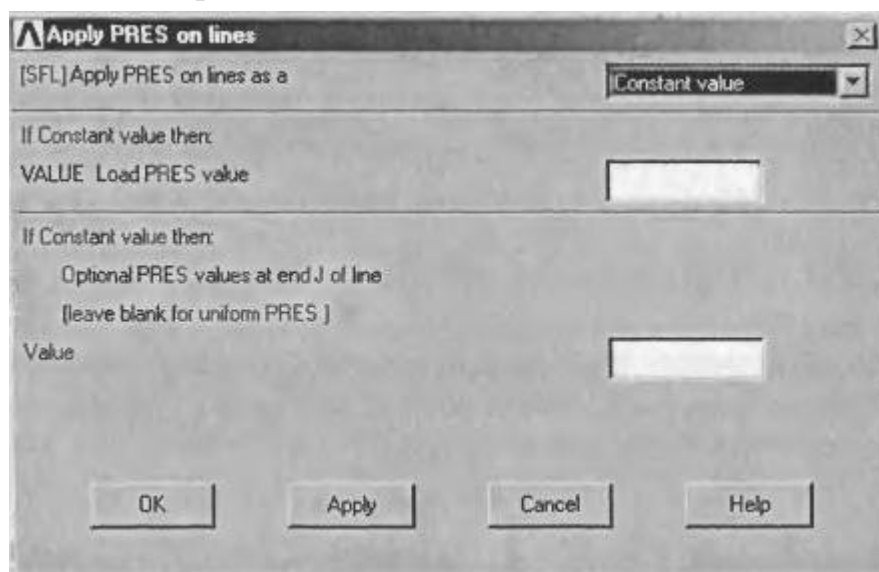 Apply PRES on lines
[SFL] Apply PRES on lines as a
Constant value
If Constant value then:
VALUE Load PRES value
If Constant value then:
Optional PRES values at end J of line
(leave blank for uniform PRES )
Value
OK
Apply
Cancel
Help